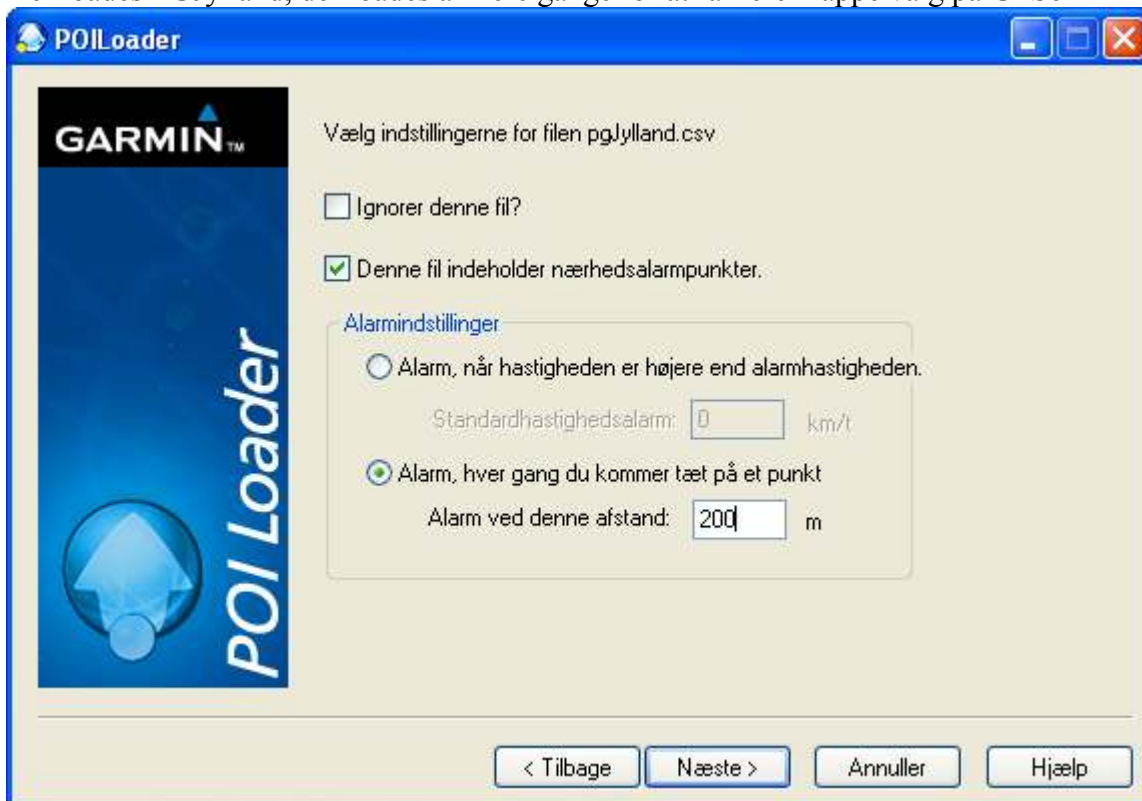 POILoader
GARMIN™
POI Loader
Vælg indstillingerne for filen pgJylland.csv
Ignorer denne fil?
Denne fil indeholder nærhedsalarmpunkter.
Alarmindstillinger
Alarm, når hastigheden er højere end alarmhastigheden.
Standardhastighedsalarm: 0 km/t
Alarm, hver gang du kommer tæt på et punkt
Alarm ved denne afstand: 200 m
< Tilbage
Næste >
Annuller
Hjælp